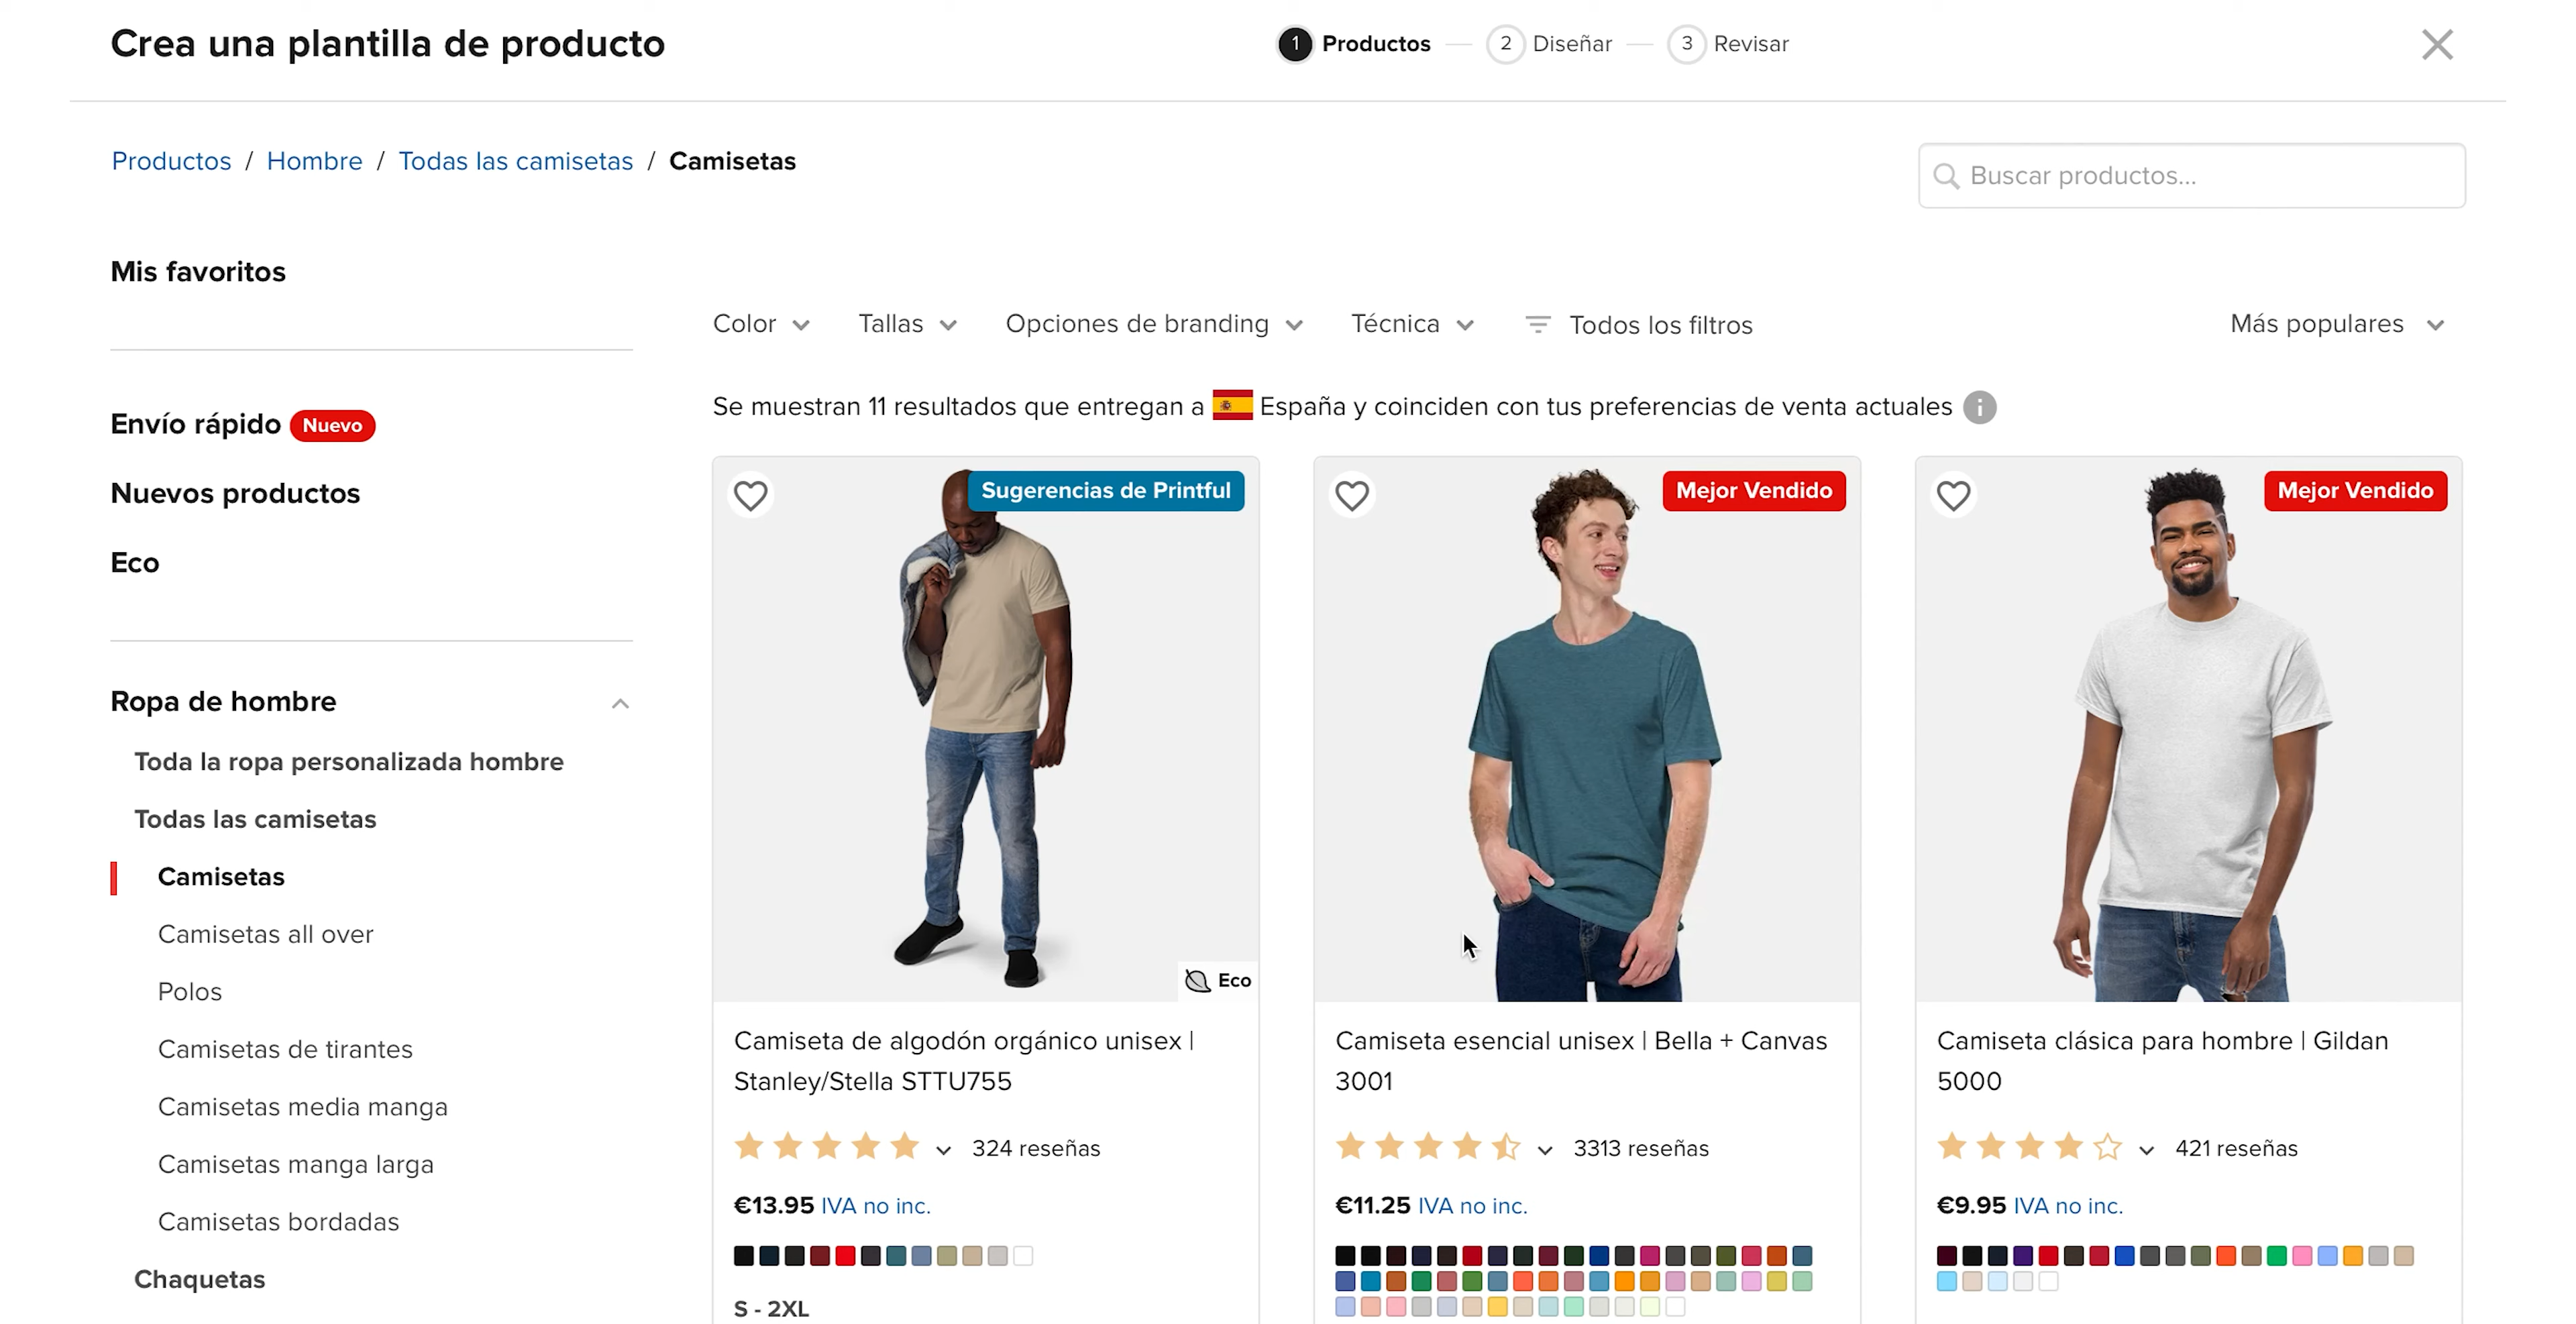 Crea una plantilla de producto
1 Productos
2 Diseñar
3 Revisar
Productos / Hombre / Todas las camisetas / Camisetas
Buscar productos...
Mis favoritos
Envío rápido Nuevo
Nuevos productos
Eco
Ropa de hombre
Toda la ropa personalizada hombre
Todas las camisetas
Camisetas
Camisetas all over
Polos
Camisetas de tirantes
Camisetas media manga
Camisetas manga larga
Camisetas bordadas
Chaquetas
Color
Tallas
Opciones de branding
Técnica
Todos los filtros
Más populares
Se muestran 11 resultados que entregan a España y coinciden con tus preferencias de venta actuales i
Sugerencias de Printful
Eco
Camiseta de algodón orgánico unisex |
Stanley/Stella STTU755
324 reseñas
€13.95 IVA no inc.
S - 2XL
Mejor Vendido
Camiseta esencial unisex | Bella + Canvas
3001
3313 reseñas
€11.25 IVA no inc.
Mejor Vendido
Camiseta clásica para hombre | Gildan
5000
421 reseñas
€9.95 IVA no inc.